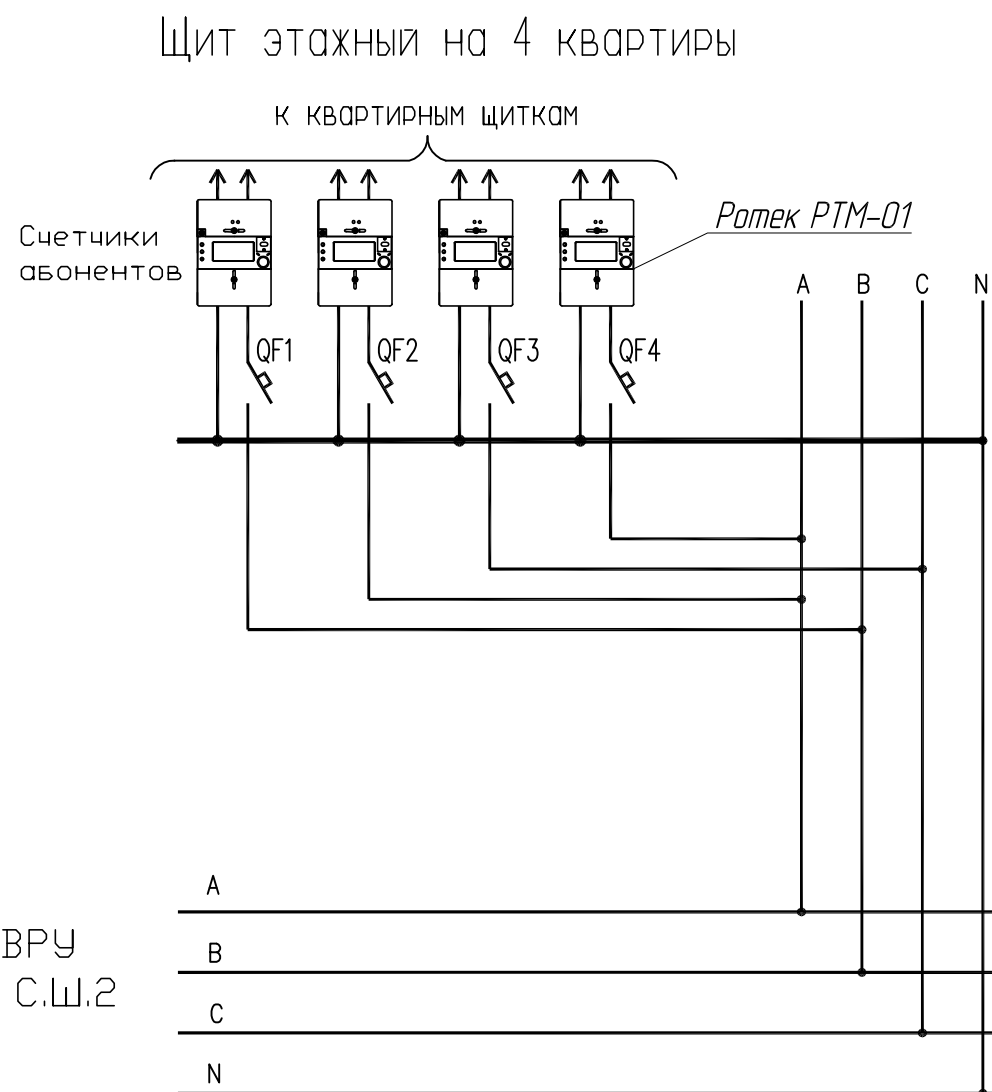 Щит этажный на 4 квартиры
к квартирным щиткам
Ротек РТМ-01
Счетчики
абонентов
A B C N
QF1 QF2 QF3 QF4
A
ВРУ
B
С.Ш.2
C
N